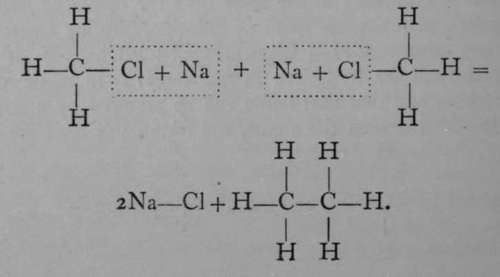 H H
H—C—Cl + Na + Na + Cl—C—H =
H H
H H
2Na—Cl + H—C—C—H.
H H